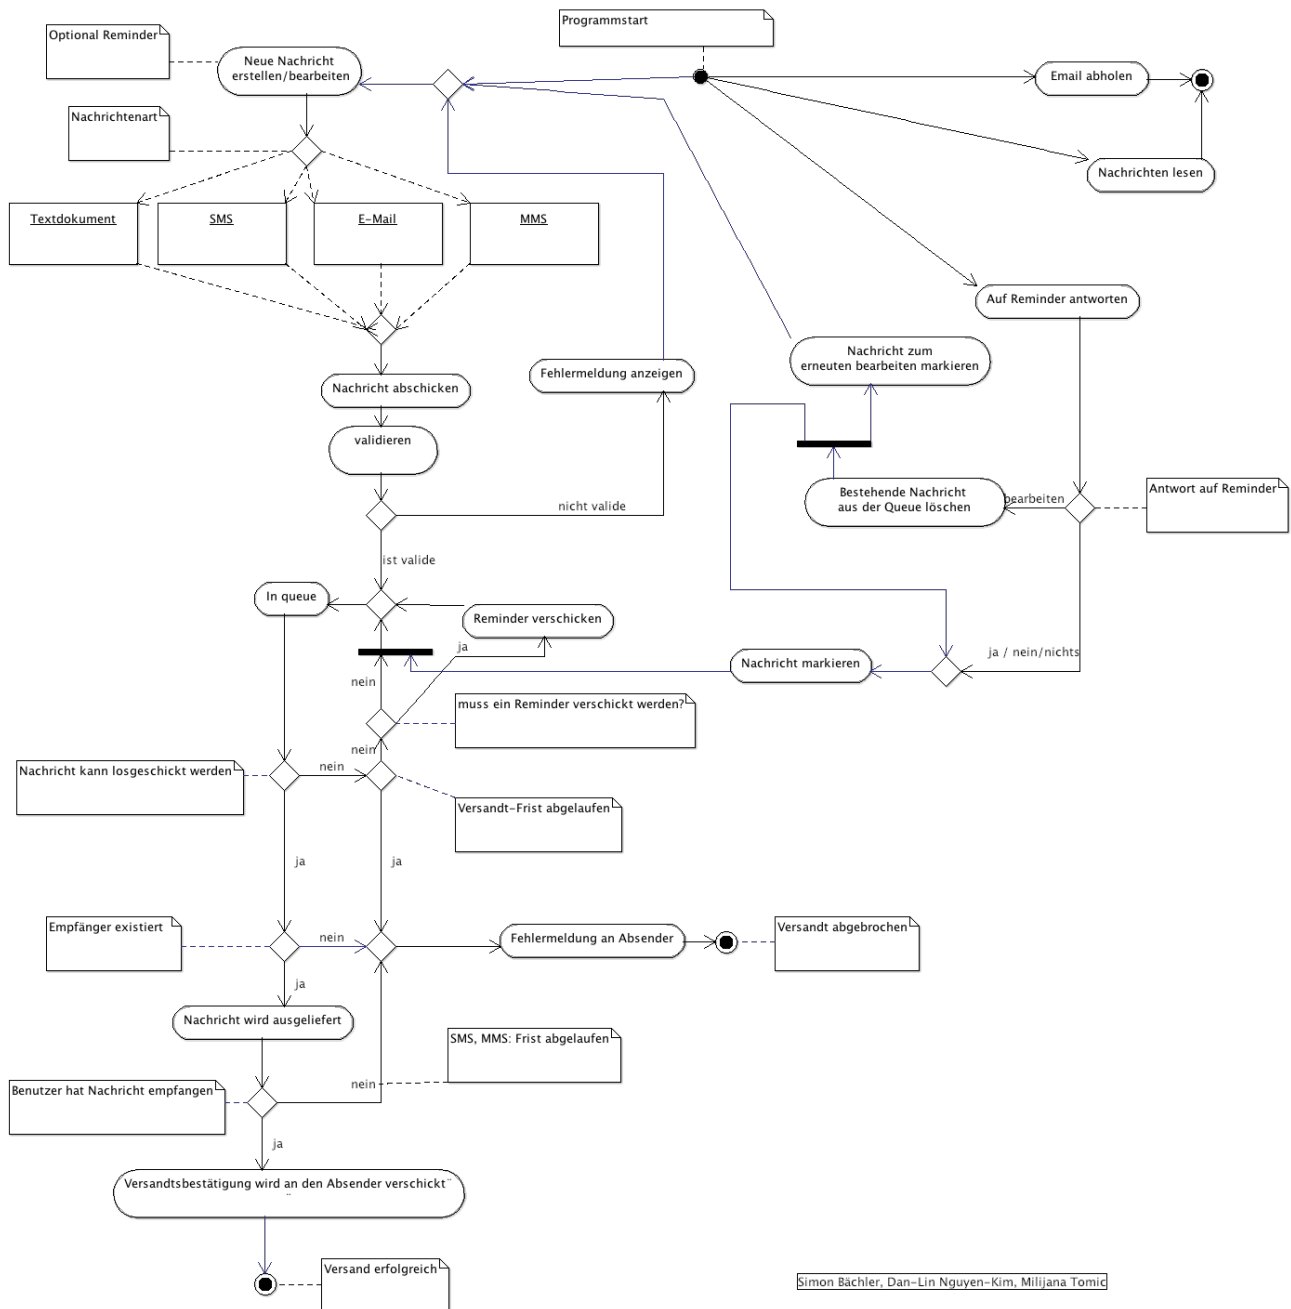 Programmstart
Optional Reminder
Neue Nachricht
erstellen/bearbeiten
Email abholen
Nachrichtenart
Nachrichten lesen
Textdokument
SMS
E-Mail
MMS
Auf Reminder antworten
Nachricht zum
erneuten bearbeiten markieren
Fehlermeldung anzeigen
Nachricht abschicken
validieren
Bestehende Nachricht
aus der Queue löschen
bearbeiten
Antwort auf Reminder
nicht valide
ist valide
In queue
Reminder verschicken
ja
ja / nein/nichts
Nachricht markieren
nein
muss ein Reminder verschickt werden?
nein
Nachricht kann losgeschickt werden
nein
Versandt-Frist abgelaufen
ja
ja
Empfänger existiert
nein
Fehlermeldung an Absender
Versandt abgebrochen
ja
Nachricht wird ausgeliefert
SMS, MMS: Frist abgelaufen
nein
Benutzer hat Nachricht empfangen
ja
Versandtsbestätigung wird an den Absender verschickt¨
¨
Versand erfolgreich
Simon Bächler, Dan-Lin Nguyen-Kim, Milijana Tomic